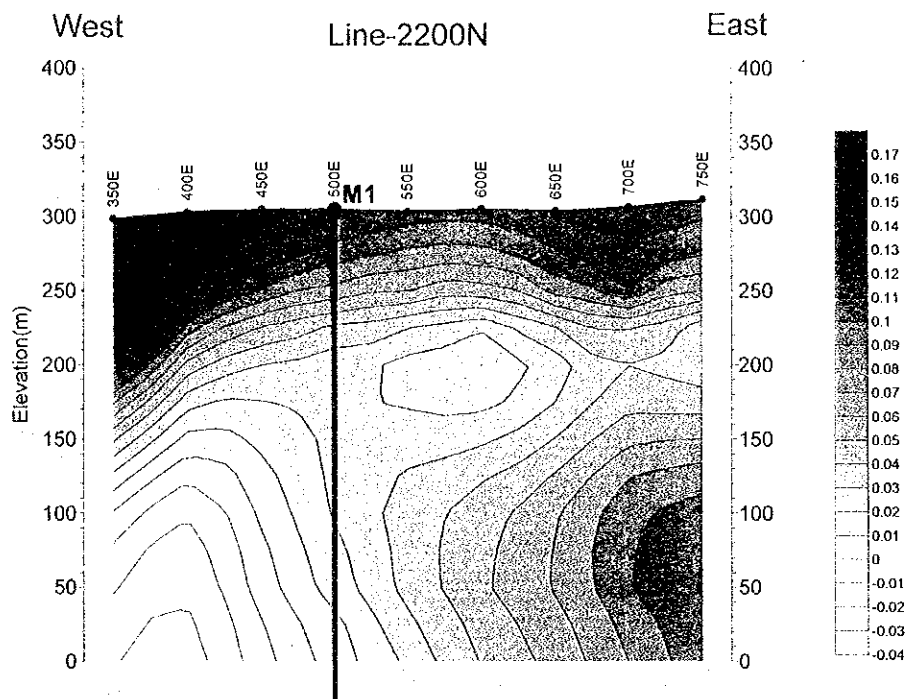 West
Line-2200N
East
400
350
300
250
200
150
100
50
0
Elevation(m)
350E
400E
450E
500E
M1
550E
600E
650E
700E
750E
400
350
300
250
200
150
100
50
0
0.17
0.16
0.15
0.14
0.13
0.12
0.11
0.1
0.09
0.08
0.07
0.06
0.05
0.04
0.03
0.02
0.01
0
-0.01
-0.02
-0.03
-0.04